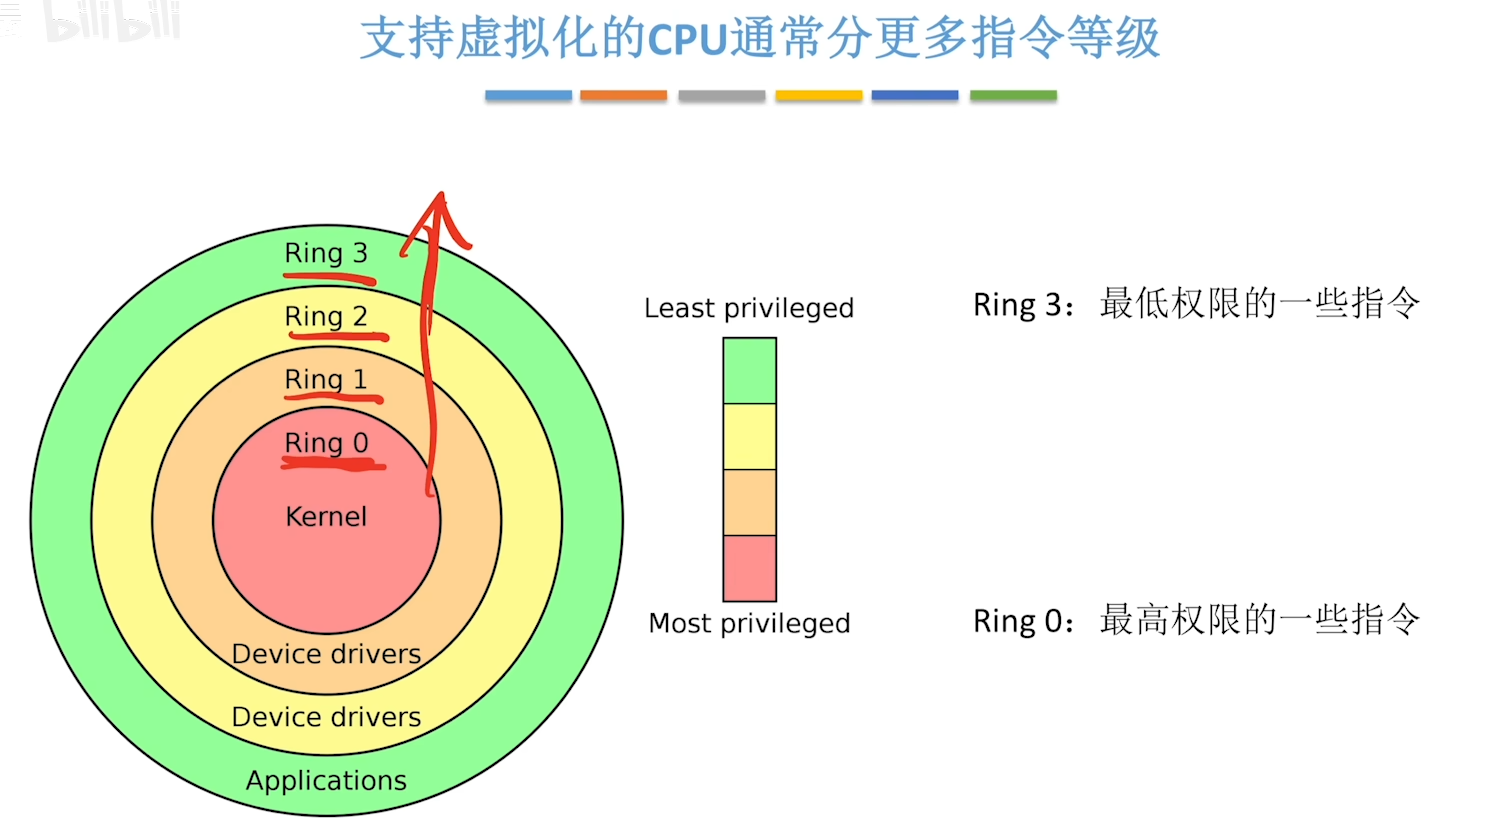 bilibili
支持虚拟化的CPU通常分更多指令等级
Ring 3
Ring 2
Ring 1
Ring 0
Kernel
Device drivers
Device drivers
Applications
Least privileged
Most privileged
Ring 3：最低权限的一些指令
Ring 0：最高权限的一些指令